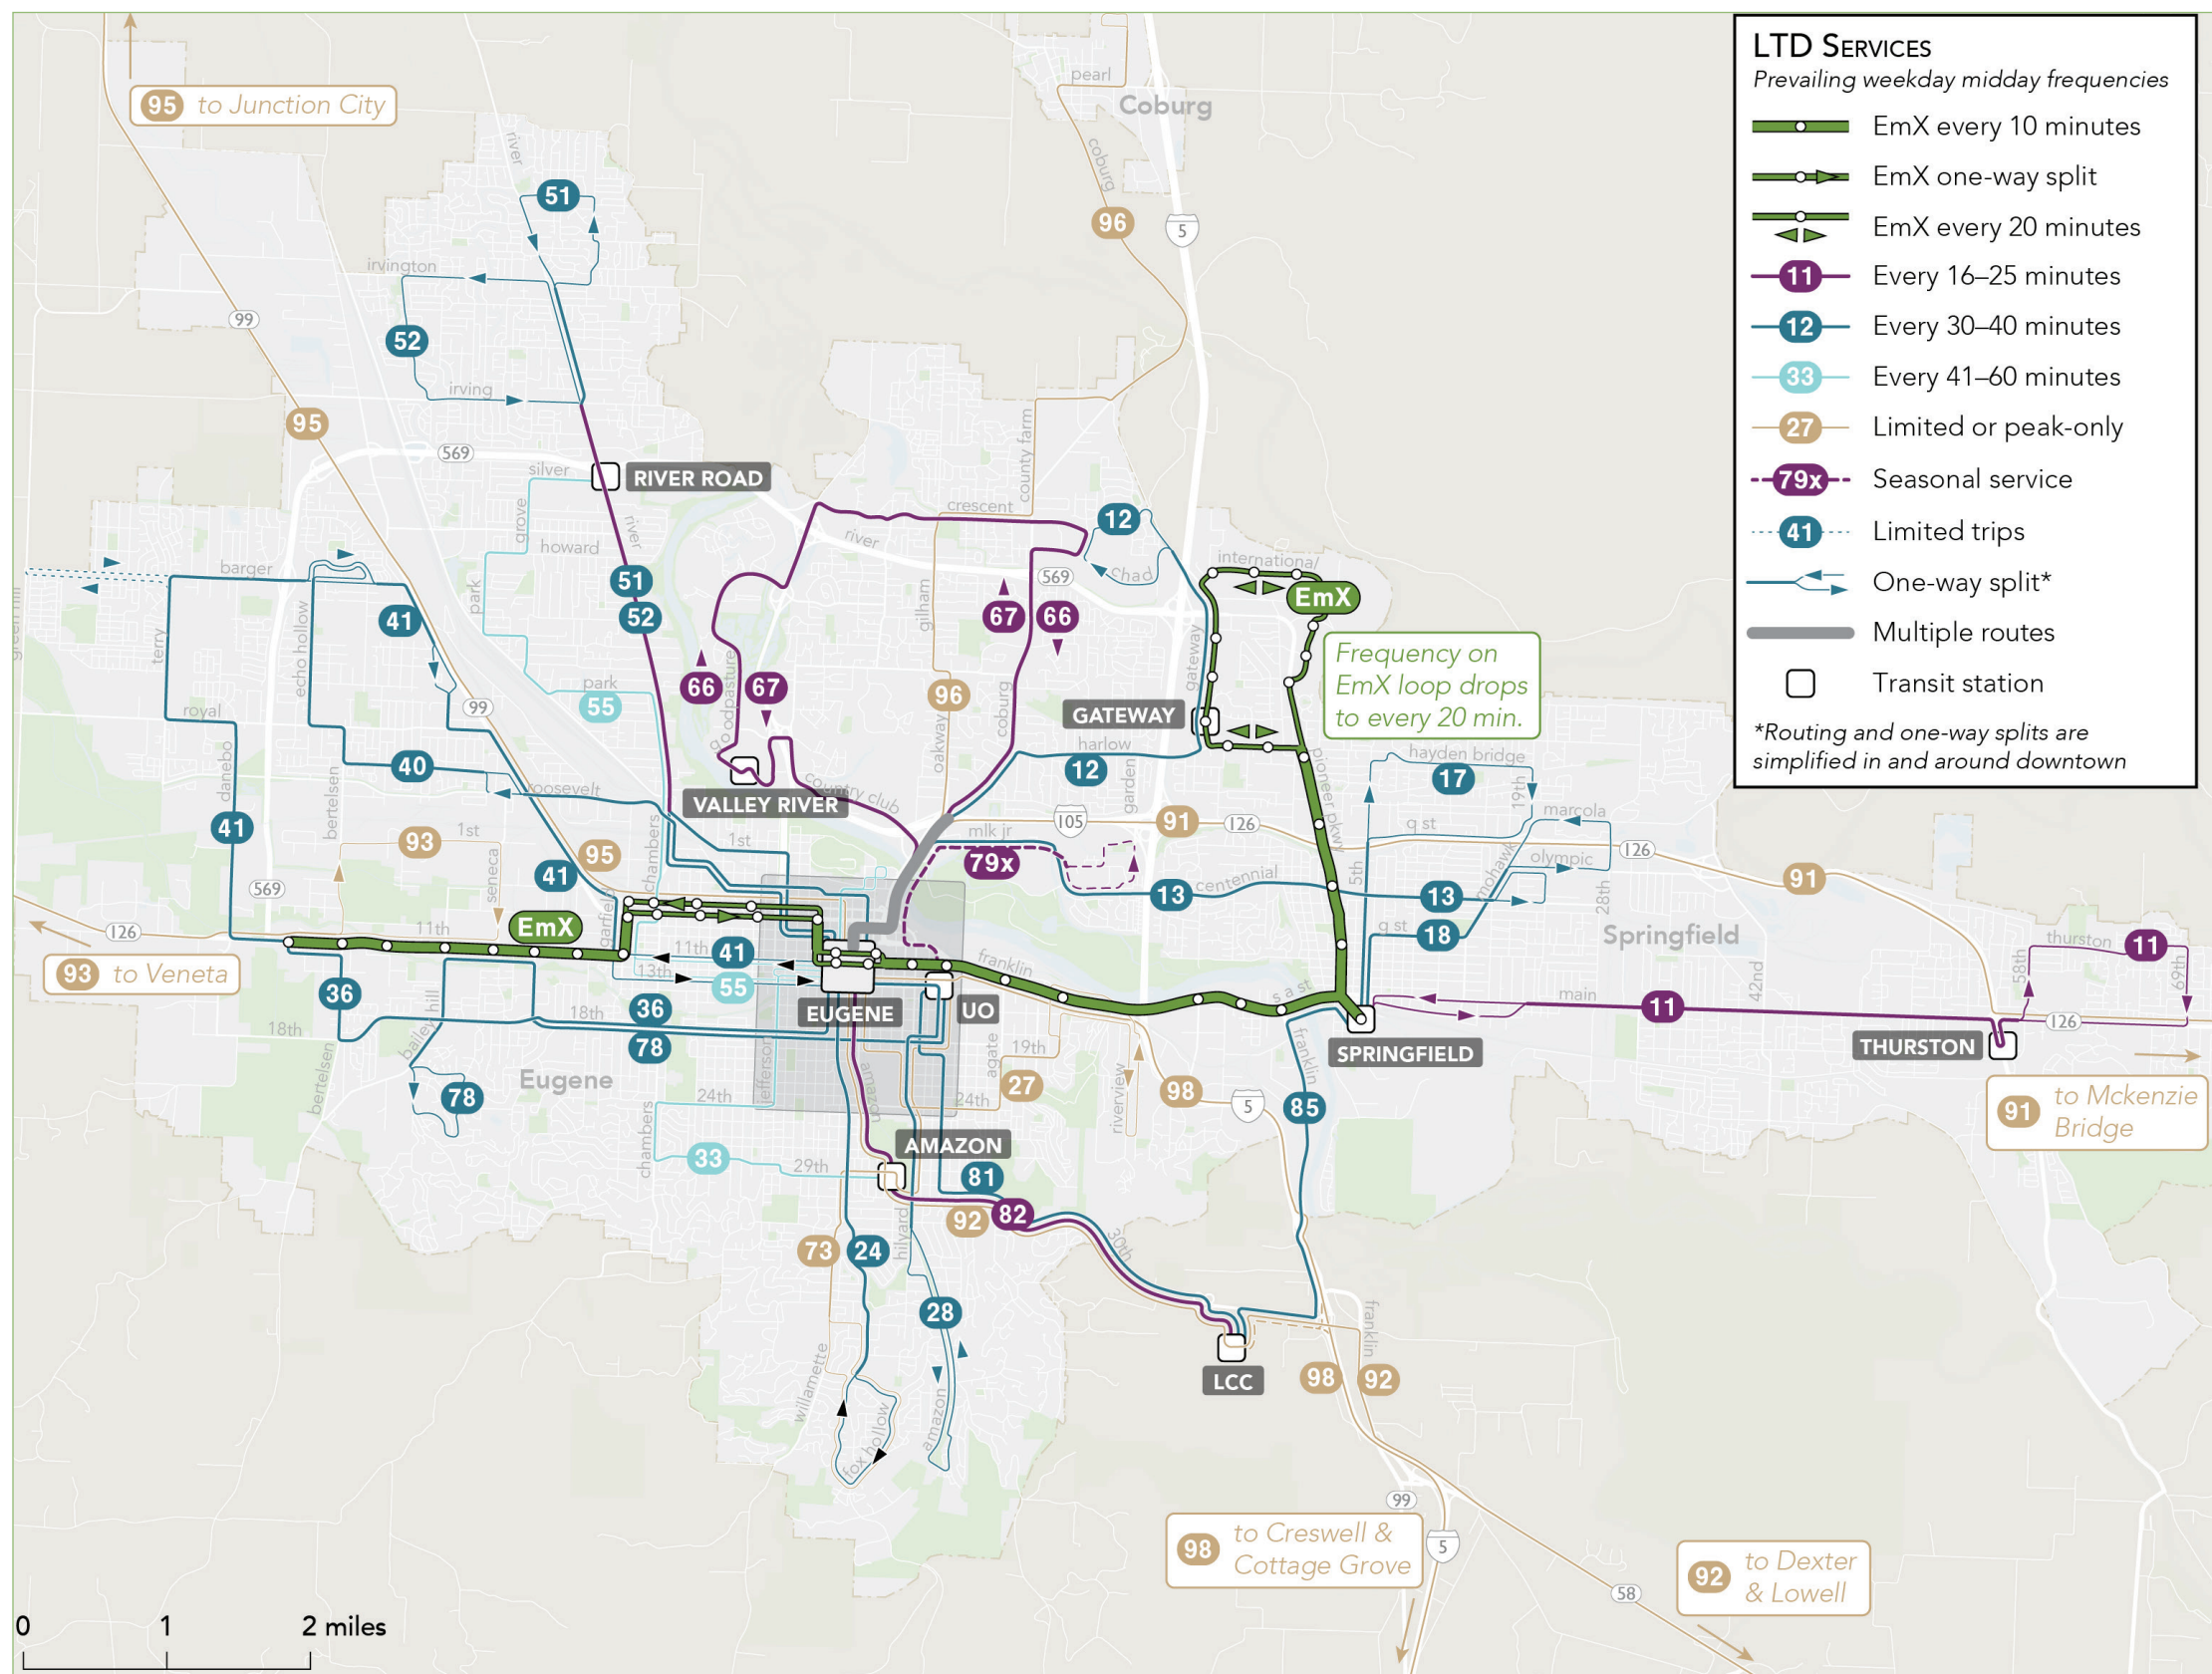 LTD SERVICES
Prevailing weekday midday frequencies
EmX every 10 minutes
EmX one-way split
EmX every 20 minutes
11 Every 16–25 minutes
12 Every 30–40 minutes
33 Every 41–60 minutes
27 Limited or peak-only
79x Seasonal service
41 Limited trips
One-way split*
Multiple routes
Transit station
*Routing and one-way splits are
simplified in and around downtown
95 to Junction City
pearl
Coburg
coburg
96
5
river
51
irvington
99
52
irving
95
569
silver
RIVER ROAD
county farm
crescent
12
grove
howard
river
river
chad
569
international
EmX
barger
park
51
52
41
67
66
gilham
gateway
green hill
terry
echo hollow
Frequency on
EmX loop drops
to every 20 min.
park
55
66
67
goodpasture
96
oakway
coburg
GATEWAY
royal
99
danebo
harlow
12
garden
pioneer pkwy
hayden bridge
17
19th
40
roosevelt
VALLEY RIVER
country club
bertelsen
41
93
1st
seneca
95
chambers
1st
mlk jr
79x
105
91
126
q st
marcola
126
olympic
mohawk
5th
41
569
13
centennial
13
28th
91
126
11th
EmX
garfield
11th
41
13th
55
q st
18
Springfield
93 to Veneta
franklin
thurston
11
58th
69th
36
EUGENE
UO
s a st
42nd
main
11
126
18th
36
18th
78
SPRINGFIELD
THURSTON
bertelsen
bailey hill
Eugene
jefferson
amazon
agate
19th
27
24th
24th
riverview
98
5
franklin
85
91 to Mckenzie
Bridge
78
chambers
33
29th
AMAZON
81
82
92
30th
73
24
hilyard
28
willamette
fox hollow
amazon
LCC
franklin
98
92
99
98 to Creswell &
Cottage Grove
5
92 to Dexter
& Lowell
58
0 1 2 miles